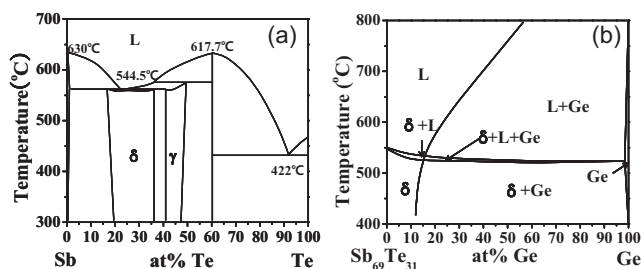 (a)
L
630℃
617.7℃
544.5℃
δ
γ
422℃
700
600
500
400
300
Temperature(℃)
0 10 20 30 40 50 60 70 80 90 100
Sb
at% Te
Te
(b)
L
L+Ge
δ+L
δ+L+Ge
Ge
δ
δ+Ge
800
700
600
500
400
Temperature (℃)
0 10 20 30 40 50 60 70 80 90 100
Sb69Te31
at% Ge
Ge